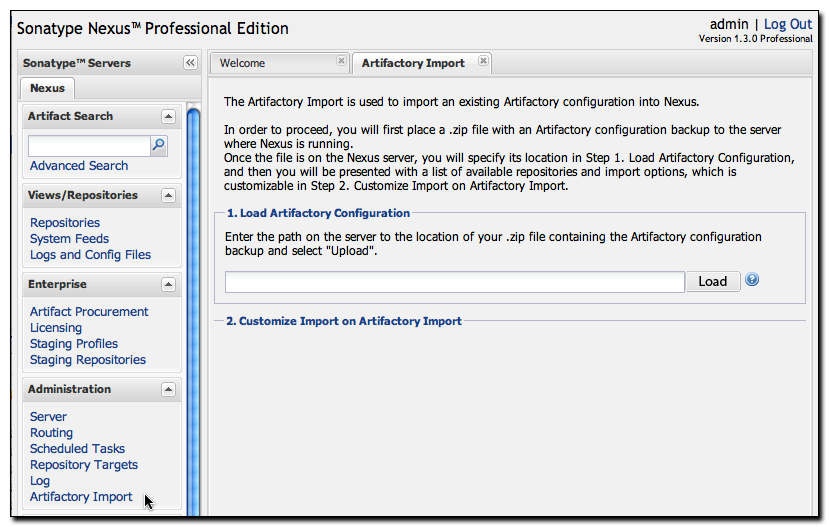 Sonatype Nexus™ Professional Edition
admin | Log Out
Version 1.3.0 Professional
Sonatype™ Servers
Nexus
Artifact Search
Advanced Search
Views/Repositories
Repositories
System Feeds
Logs and Config Files
Enterprise
Artifact Procurement
Licensing
Staging Profiles
Staging Repositories
Administration
Server
Routing
Scheduled Tasks
Repository Targets
Log
Artifactory Import
Welcome
Artifactory Import
The Artifactory Import is used to import an existing Artifactory configuration into Nexus.
In order to proceed, you will first place a .zip file with an Artifactory configuration backup to the server
where Nexus is running.
Once the file is on the Nexus server, you will specify its location in Step 1. Load Artifactory Configuration,
and then you will be presented with a list of available repositories and import options, which is
customizable in Step 2. Customize Import on Artifactory Import.
1. Load Artifactory Configuration
Enter the path on the server to the location of your .zip file containing the Artifactory configuration
backup and select "Upload".
Load
2. Customize Import on Artifactory Import